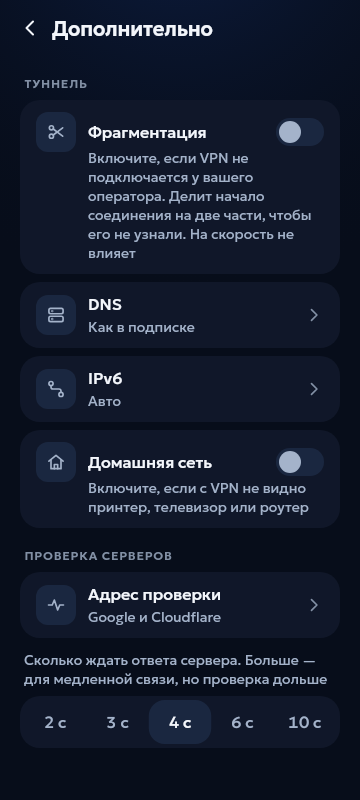 Дополнительно
ТУННЕЛЬ
Фрагментация
Включите, если VPN не
подключается у вашего
оператора. Делит начало
соединения на две части, чтобы
его не узнали. На скорость не
влияет
DNS
Как в подписке
IPv6
Авто
Домашняя сеть
Включите, если с VPN не видно
принтер, телевизор или роутер
ПРОВЕРКА СЕРВЕРОВ
Адрес проверки
Google и Cloudflare
Сколько ждать ответа сервера. Больше —
для медленной связи, но проверка дольше
2 с 3 с 4 с 6 с 10 с